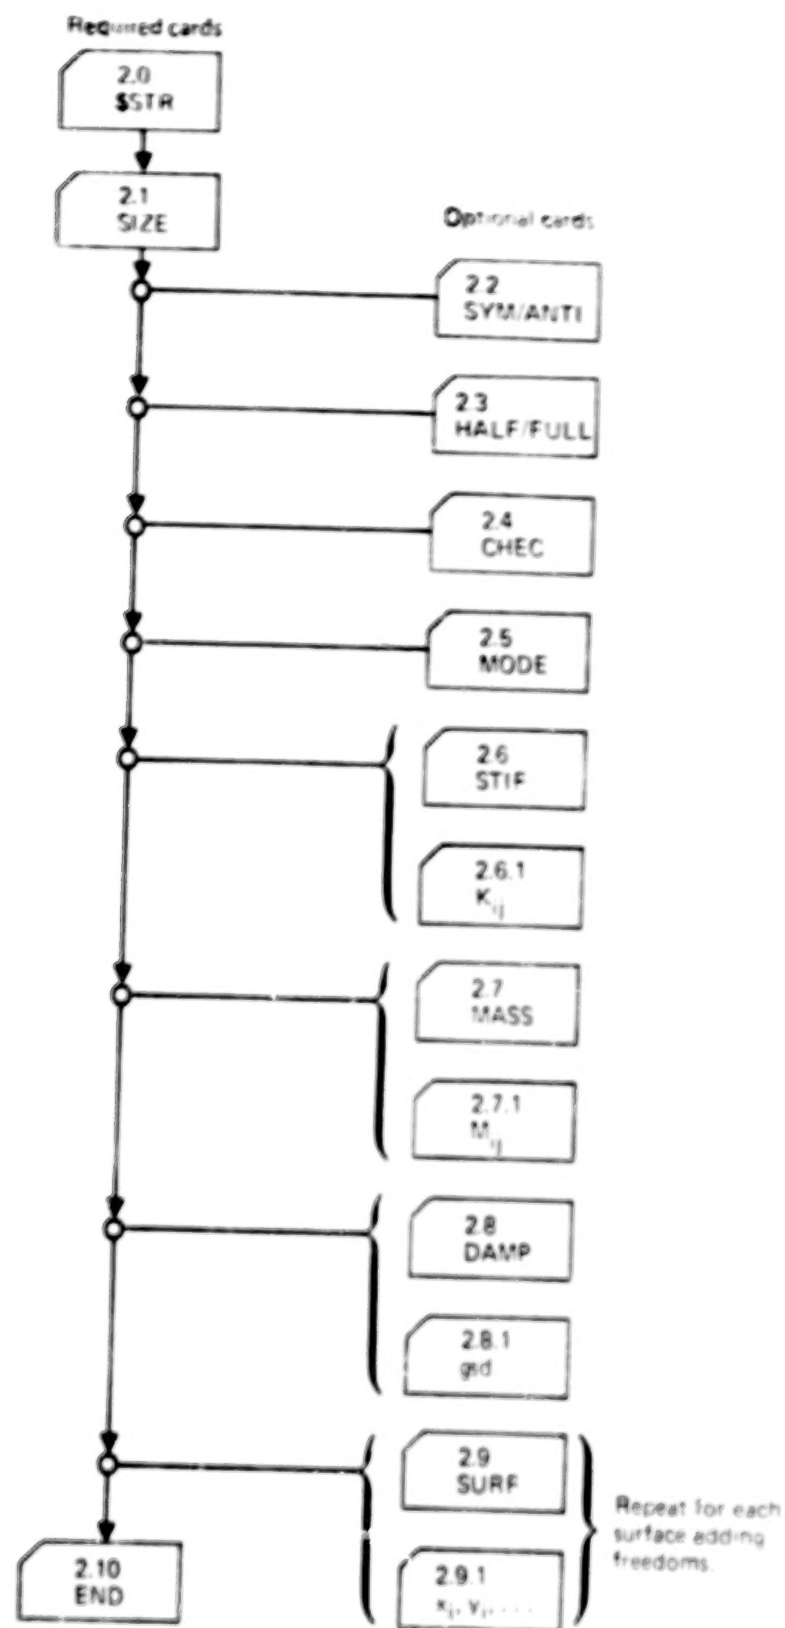 Required cards
2.0
$STR
2.1
SIZE
Optional cards
2.2
SYM/ANTI
2.3
HALF/FULL
2.4
CHEC
2.5
MODE
2.6
STIF
2.6.1
Kij
2.7
MASS
2.7.1
Mij
2.8
DAMP
2.8.1
gsd
2.9
SURF
2.9.1
xi, yi, . . .
Repeat for each
surface adding
freedoms.
2.10
END